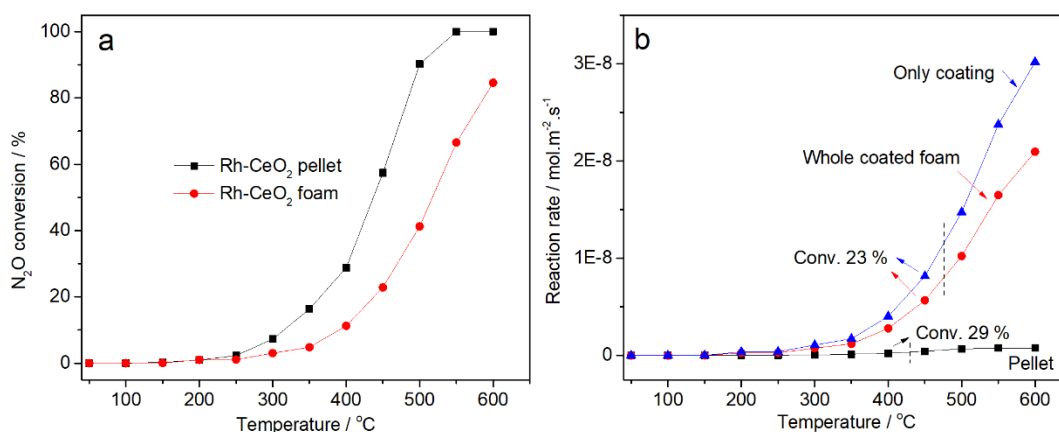 a
N₂O conversion / %
100
80
60
40
20
0
Rh-CeO₂ pellet
Rh-CeO₂ foam
100
200
300
400
500
600
Temperature / °C
b
Reaction rate / mol.m⁻².s⁻¹
3E-8
2E-8
1E-8
0E+0
Only coating
Whole coated foam
Conv. 23 %
Conv. 29 %
Pellet
100
200
300
400
500
600
Temperature / °C